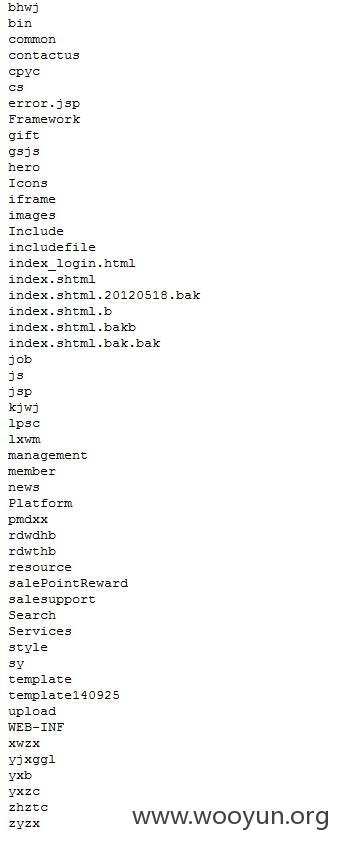 bhwj
bin
common
contactus
cpyc
cs
error.jsp
Framework
gift
gsjs
hero
Icons
iframe
images
Include
includefile
index_login.html
index.shtml
index.shtml.20120518.bak
index.shtml.b
index.shtml.bakb
index.shtml.bak.bak
job
js
jsp
kjwj
lpsc
lxwm
management
member
news
Platform
pmdxx
rdwdhb
rdwthb
resource
salePointReward
salesupport
Search
Services
style
sy
template
template140925
upload
WEB-INF
xwzx
yjxggl
yxb
yxzc
zhztc
zyzx
www.wooyun.org